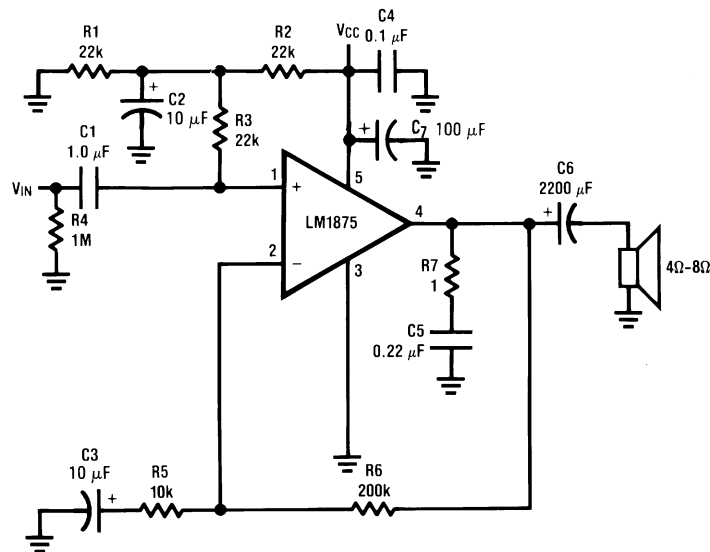 R1
22k
R2
22k
VCC
C4
0.1 μF
+
C2
10 μF
R3
22k
+
C7 100 μF
C1
1.0 μF
VIN
R4
1M
1
+
5
LM1875
4
2
−
3
C6
2200 μF
+
4Ω-8Ω
R7
1
C5
0.22 μF
C3
10 μF
+
R5
10k
R6
200k